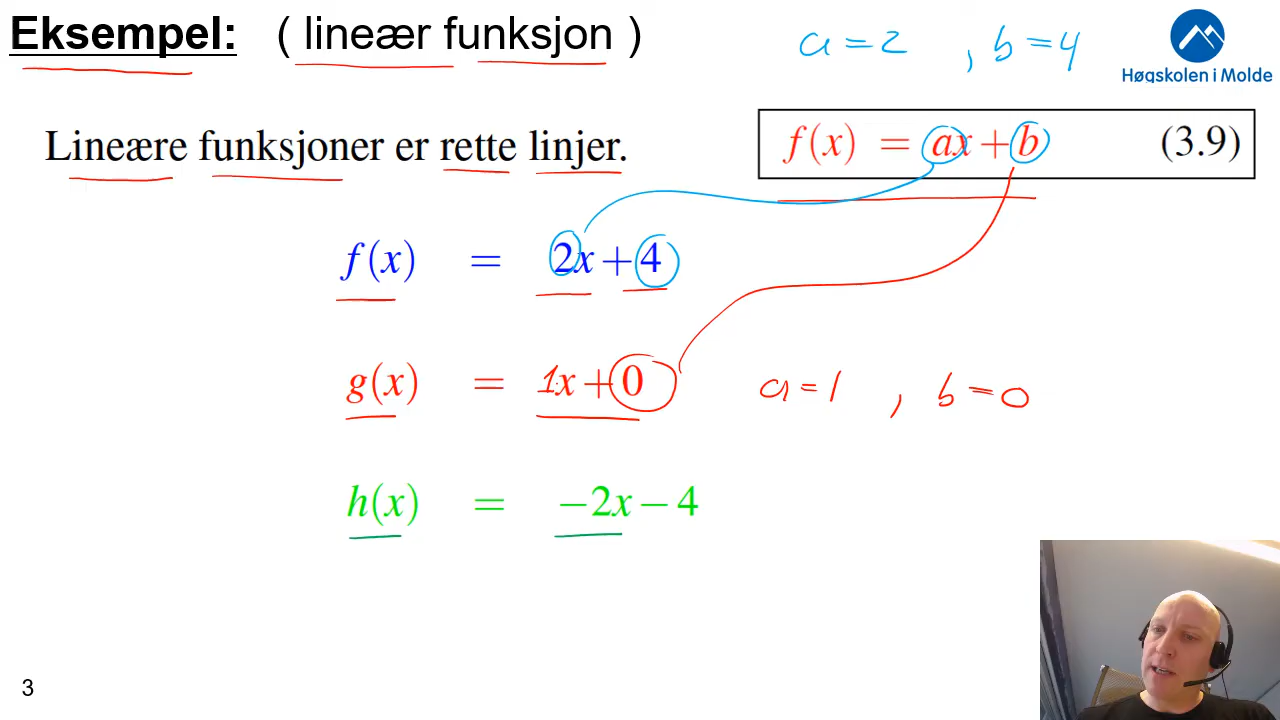 Eksempel: ( lineær funksjon )
a = 2 , b = 4
Høgskolen i Molde
Lineære funksjoner er rette linjer.
f(x) = ax + b (3.9)
f(x) = 2x + 4
g(x) = 1x + 0
a = 1 , b = 0
h(x) = −2x − 4
3